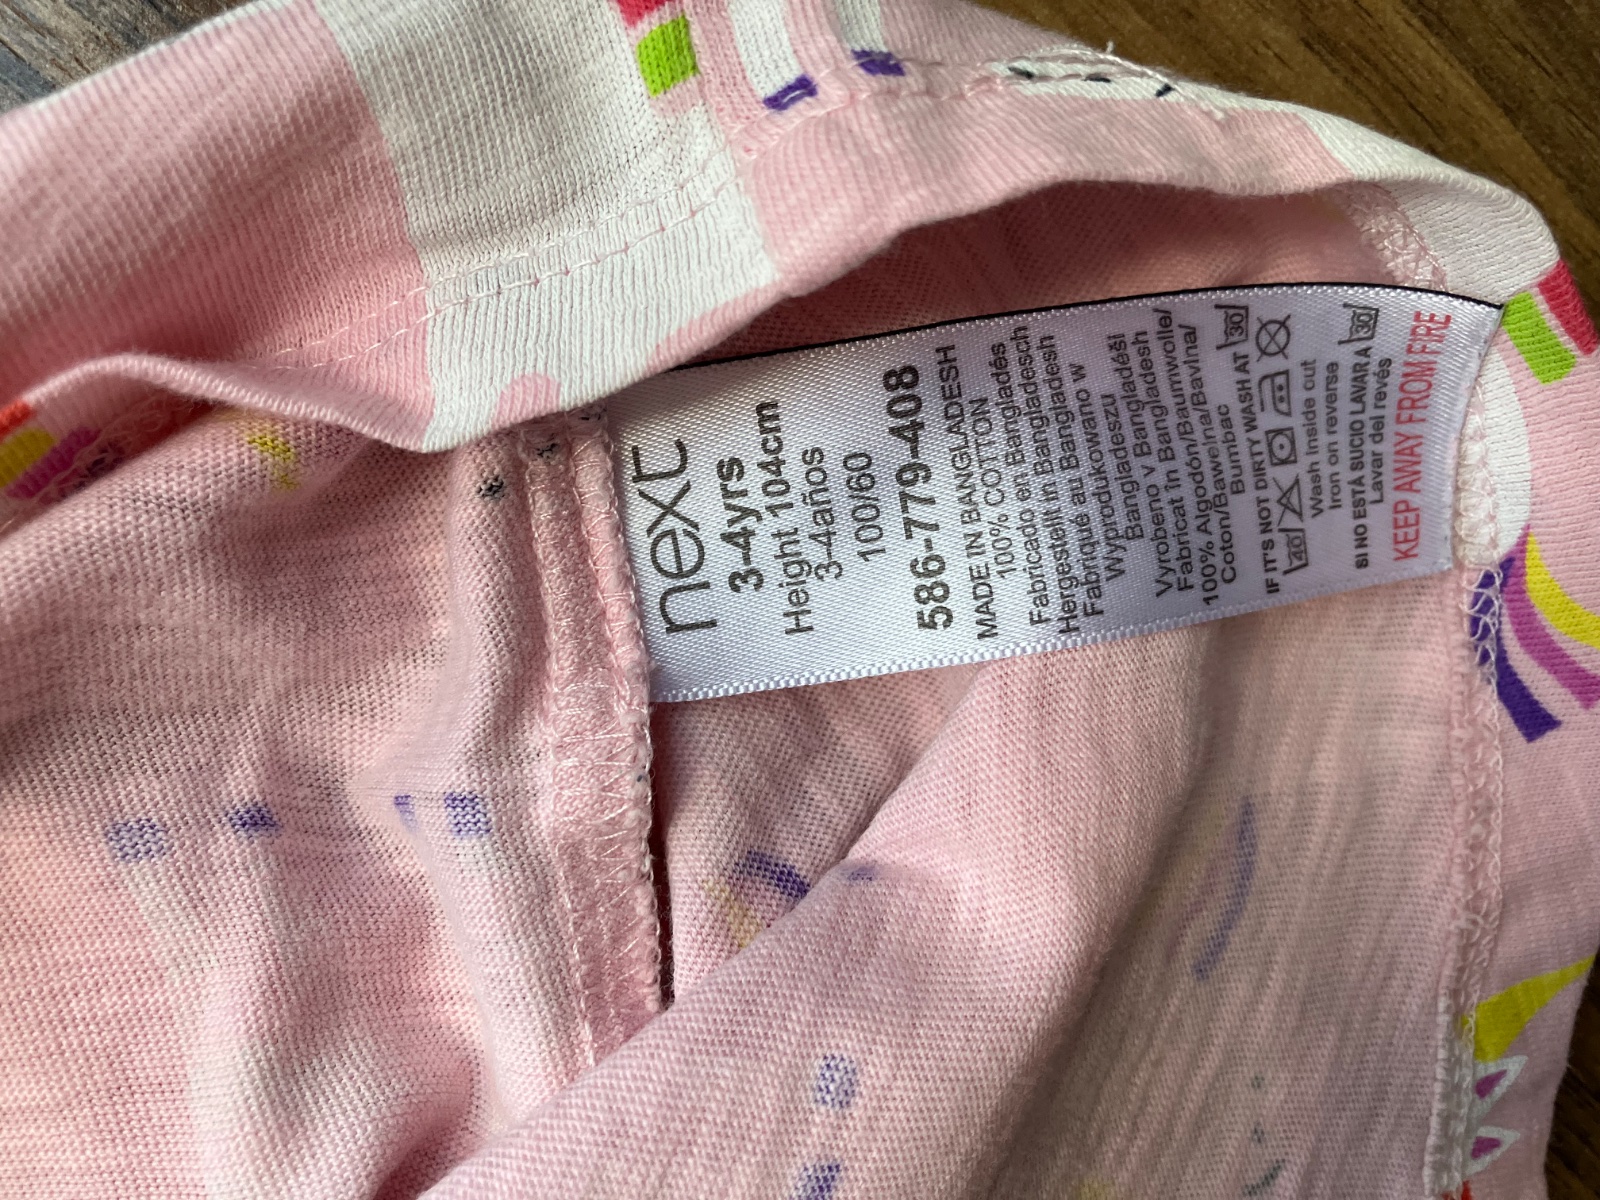 next
3-4yrs
Height 104cm
3-4años
100/60
586-779-408
MADE IN BANGLADESH
100% COTTON
Fabricado en Bangladés
Hergestellt in Bangladesch
Fabriqué au Bangladesh
Wyprodukowano w
Bangladeszu
Vyrobeno v Bangladéši
Fabricat în Bangladesh
100% Algodón/Baumwolle/
Coton/Bawełna/Bavlna/
Bumbac
IF IT'S NOT DIRTY WASH AT 30
40
Wash inside out
Iron on reverse
SI NO ESTÁ SUCIO LAVAR A 30
Lavar del revés
KEEP AWAY FROM FIRE